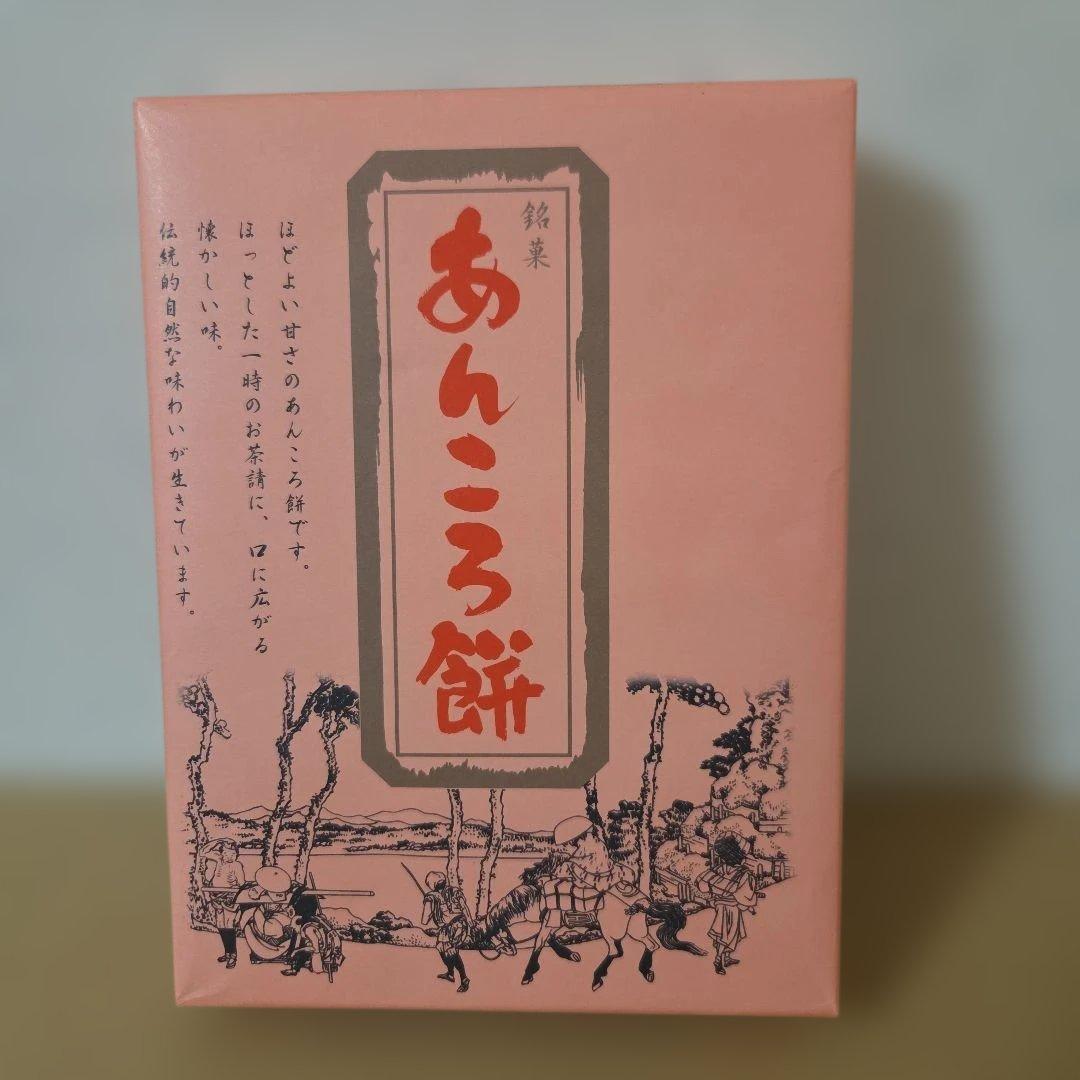 銘菓
あんころ餅
ほどよい甘さのあんころ餅です。
ほっとした一時のお茶請に、口に広がる
懐かしい味。
伝統的自然な味わいが生きています。